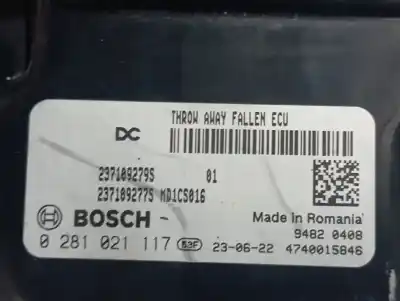 THROW AWAY FALLEN ECU
DC
237109279S 01
237109277S MD1CS016
BOSCH
Made in Romania
9482 0408
0 281 021 117 53F 23-06-22 4740015846